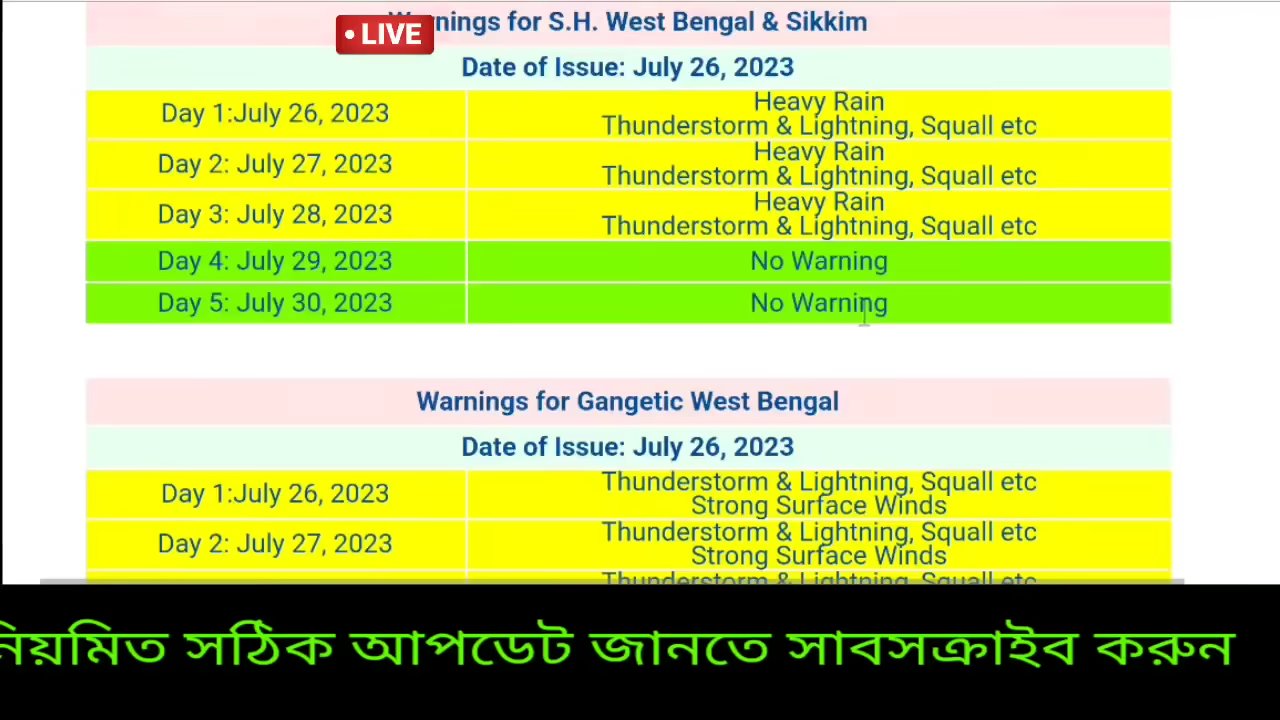 nings for S.H. West Bengal & Sikkim
• LIVE
Date of Issue: July 26, 2023
Day 1:July 26, 2023
Heavy Rain
Thunderstorm & Lightning, Squall etc
Day 2: July 27, 2023
Heavy Rain
Thunderstorm & Lightning, Squall etc
Day 3: July 28, 2023
Heavy Rain
Thunderstorm & Lightning, Squall etc
Day 4: July 29, 2023
No Warning
Day 5: July 30, 2023
No Warning
Warnings for Gangetic West Bengal
Date of Issue: July 26, 2023
Day 1:July 26, 2023
Thunderstorm & Lightning, Squall etc
Strong Surface Winds
Day 2: July 27, 2023
Thunderstorm & Lightning, Squall etc
Strong Surface Winds
Thunderstorm & Lightning, Squall etc
নিয়মিত সঠিক আপডেট জানতে সাবসক্রাইব করুন